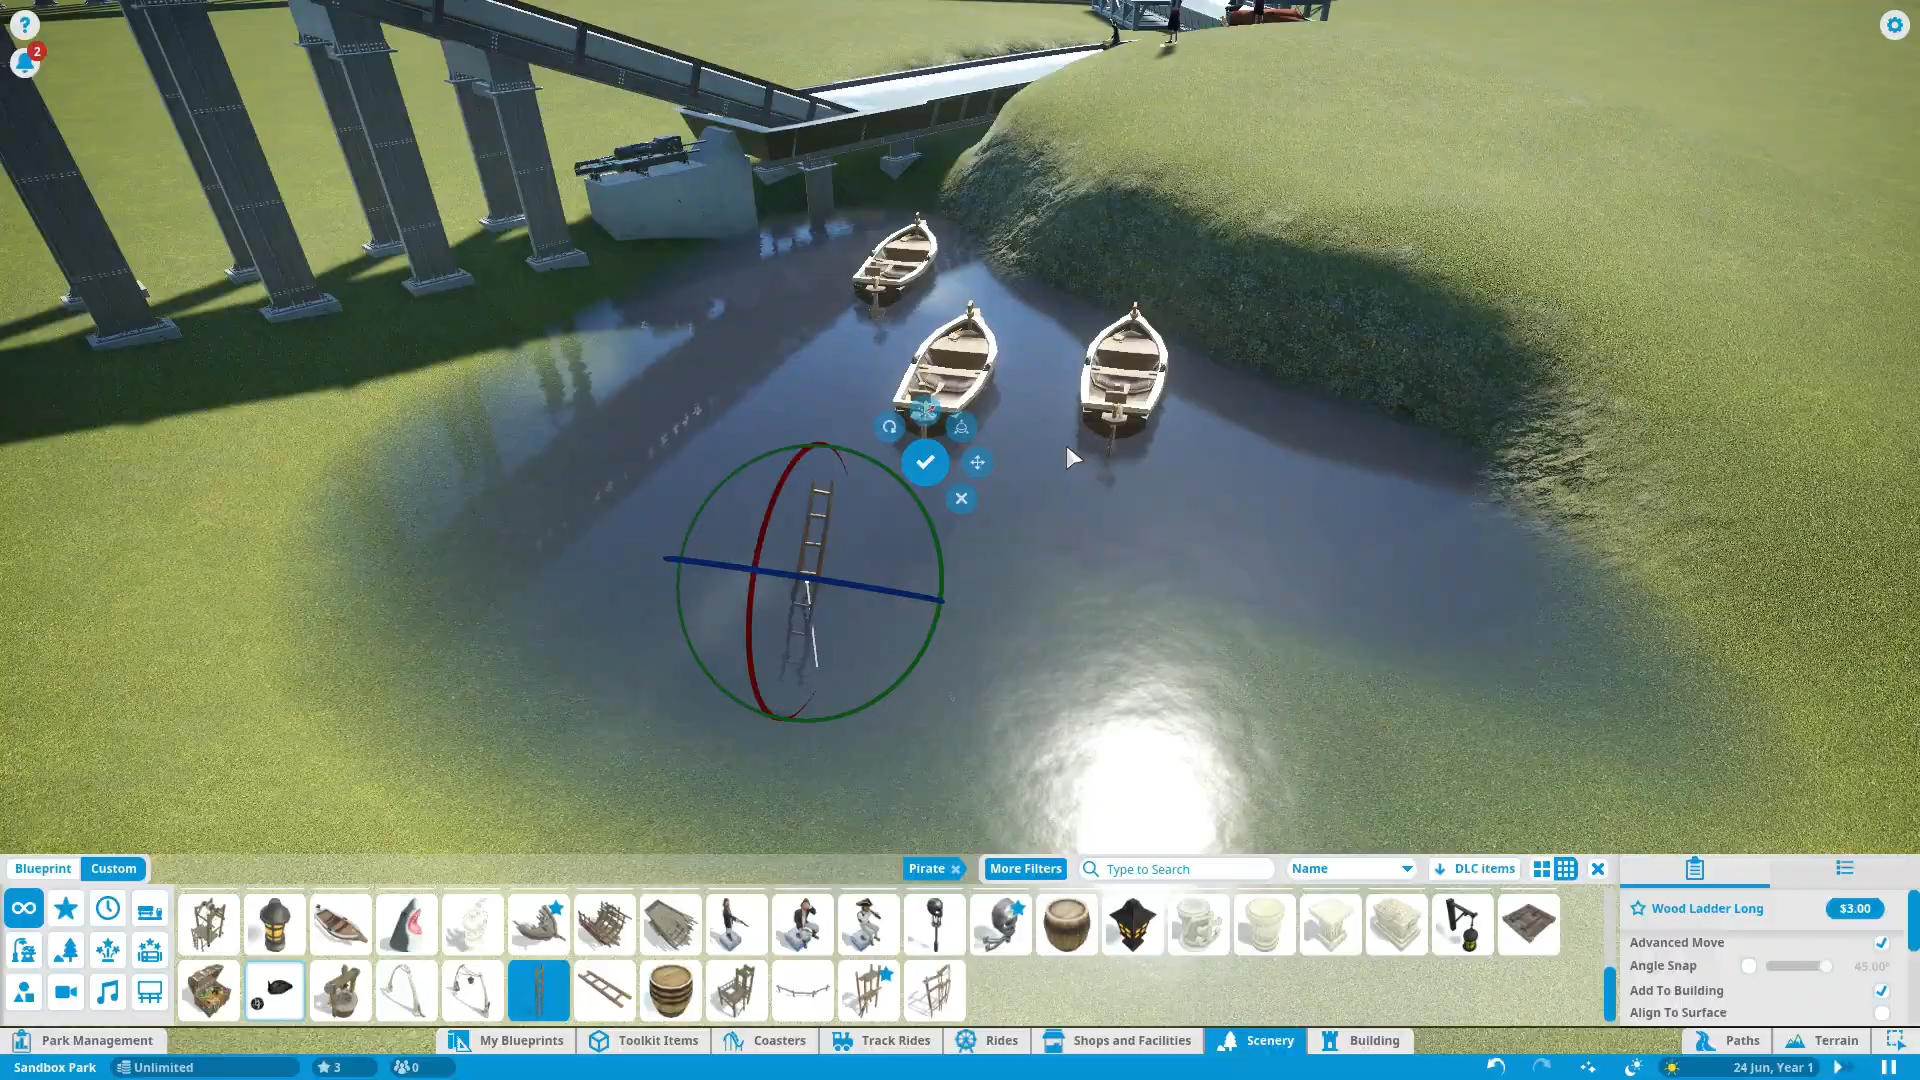 ?
2
Blueprint
Custom
Pirate
More Filters
Type to Search
Name
DLC items
Wood Ladder Long
$3.00
Advanced Move
Angle Snap
45.00°
Add To Building
Align To Surface
Park Management
My Blueprints
Toolkit Items
Coasters
Track Rides
Rides
Shops and Facilities
Scenery
Building
Paths
Terrain
Sandbox Park
Unlimited
3
0
24 Jun, Year 1